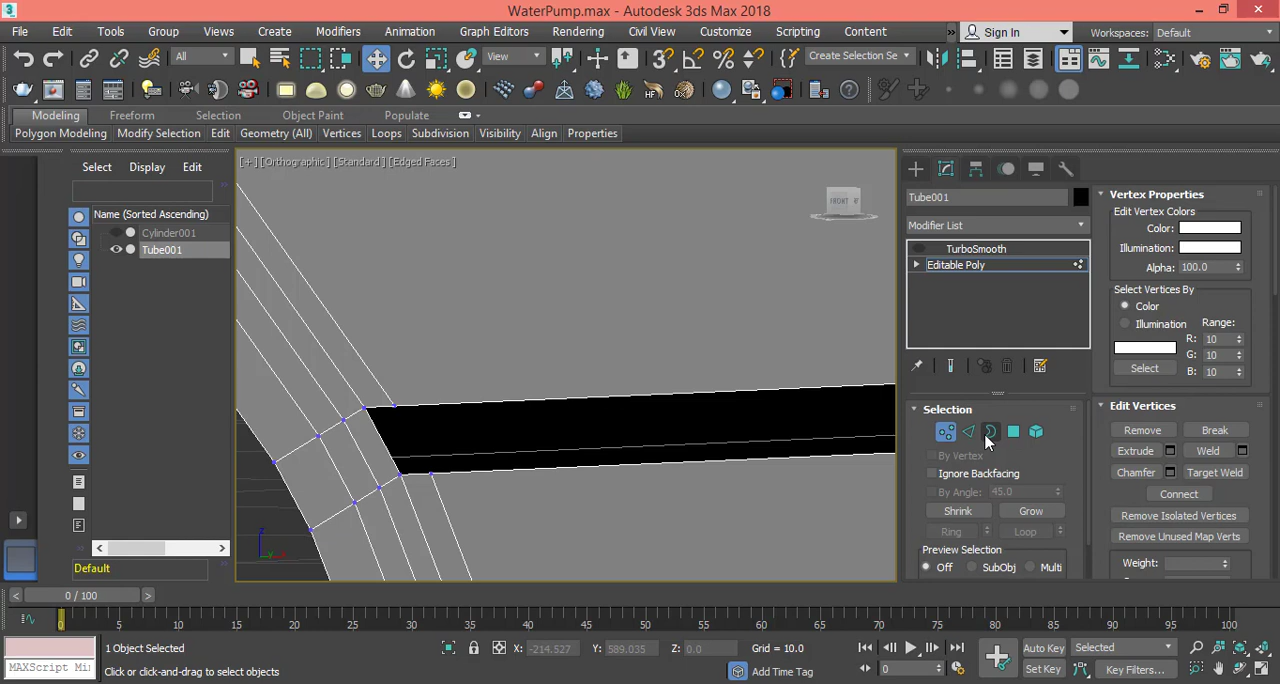 3
WaterPump.max - Autodesk 3ds Max 2018
File Edit Tools Group Views Create Modifiers Animation Graph Editors Rendering Civil View Customize Scripting Content » Sign In Workspaces: Default
All View 3 Create Selection Se
HF
Modeling Freeform Selection Object Paint Populate
Polygon Modeling Modify Selection Edit Geometry (All) Vertices Loops Subdivision Visibility Align Properties
Select Display Edit
Name (Sorted Ascending)
Cylinder001
Tube001
Default
[+] [Orthographic] [Standard] [Edged Faces]
FRONT
Z
Tube001
Modifier List
TurboSmooth
Editable Poly
Selection
By Vertex
Ignore Backfacing
By Angle: 45.0
Shrink Grow
Ring Loop
Preview Selection
Off SubObj Multi
Vertex Properties
Edit Vertex Colors
Color:
Illumination:
Alpha: 100.0
Select Vertices By
Color
Illumination Range:
R: 10
G: 10
B: 10
Select
Edit Vertices
Remove Break
Extrude Weld
Chamfer Target Weld
Connect
Remove Isolated Vertices
Remove Unused Map Verts
Weight:
< 0 / 100 >
0 5 10 15 20 25 30 35 40 45 50 55 60 65 70 75 80 85 90 95 100
1 Object Selected X: -214.527 Y: 589.035 Z: 0.0 Grid = 10.0 Auto Key Selected
MAXScript Mi Click or click-and-drag to select objects Add Time Tag 0 Set Key Key Filters...